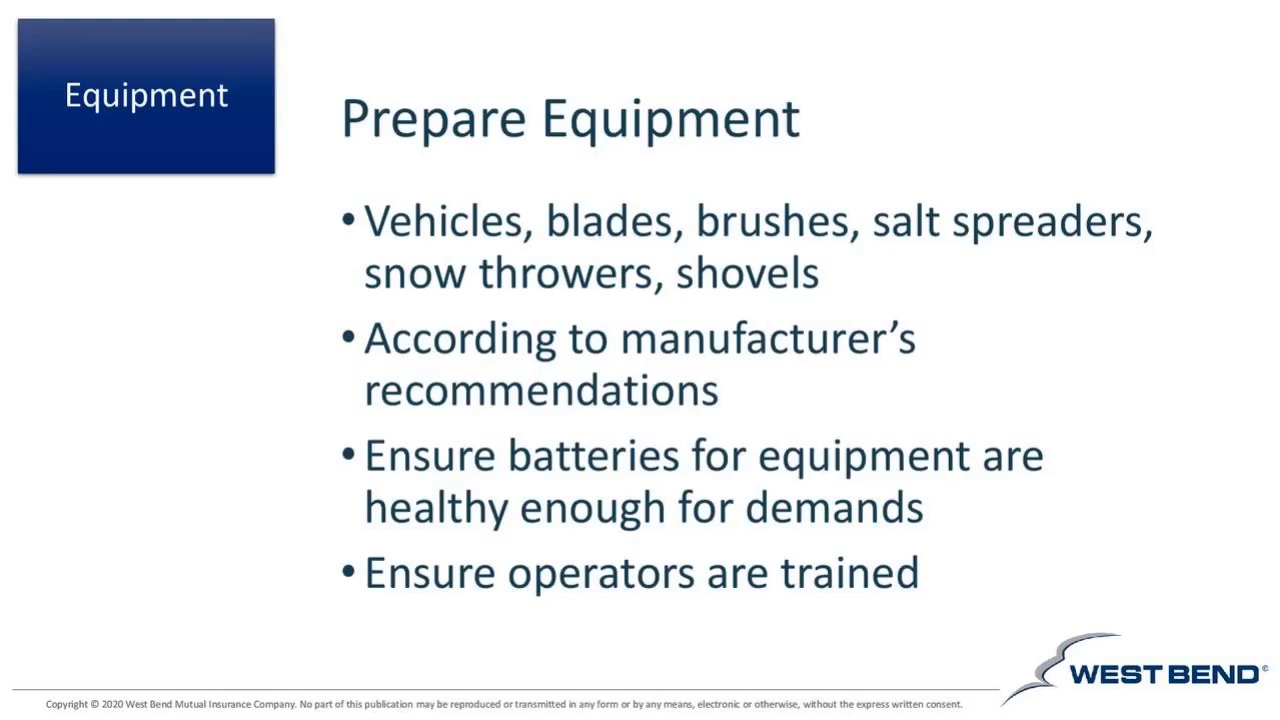 Equipment
Prepare Equipment
• Vehicles, blades, brushes, salt spreaders,
snow throwers, shovels
• According to manufacturer’s
recommendations
• Ensure batteries for equipment are
healthy enough for demands
• Ensure operators are trained
WEST BEND®
Copyright © 2020 West Bend Mutual Insurance Company. No part of this publication may be reproduced or transmitted in any form or by any means, electronic or otherwise, without the express written consent.